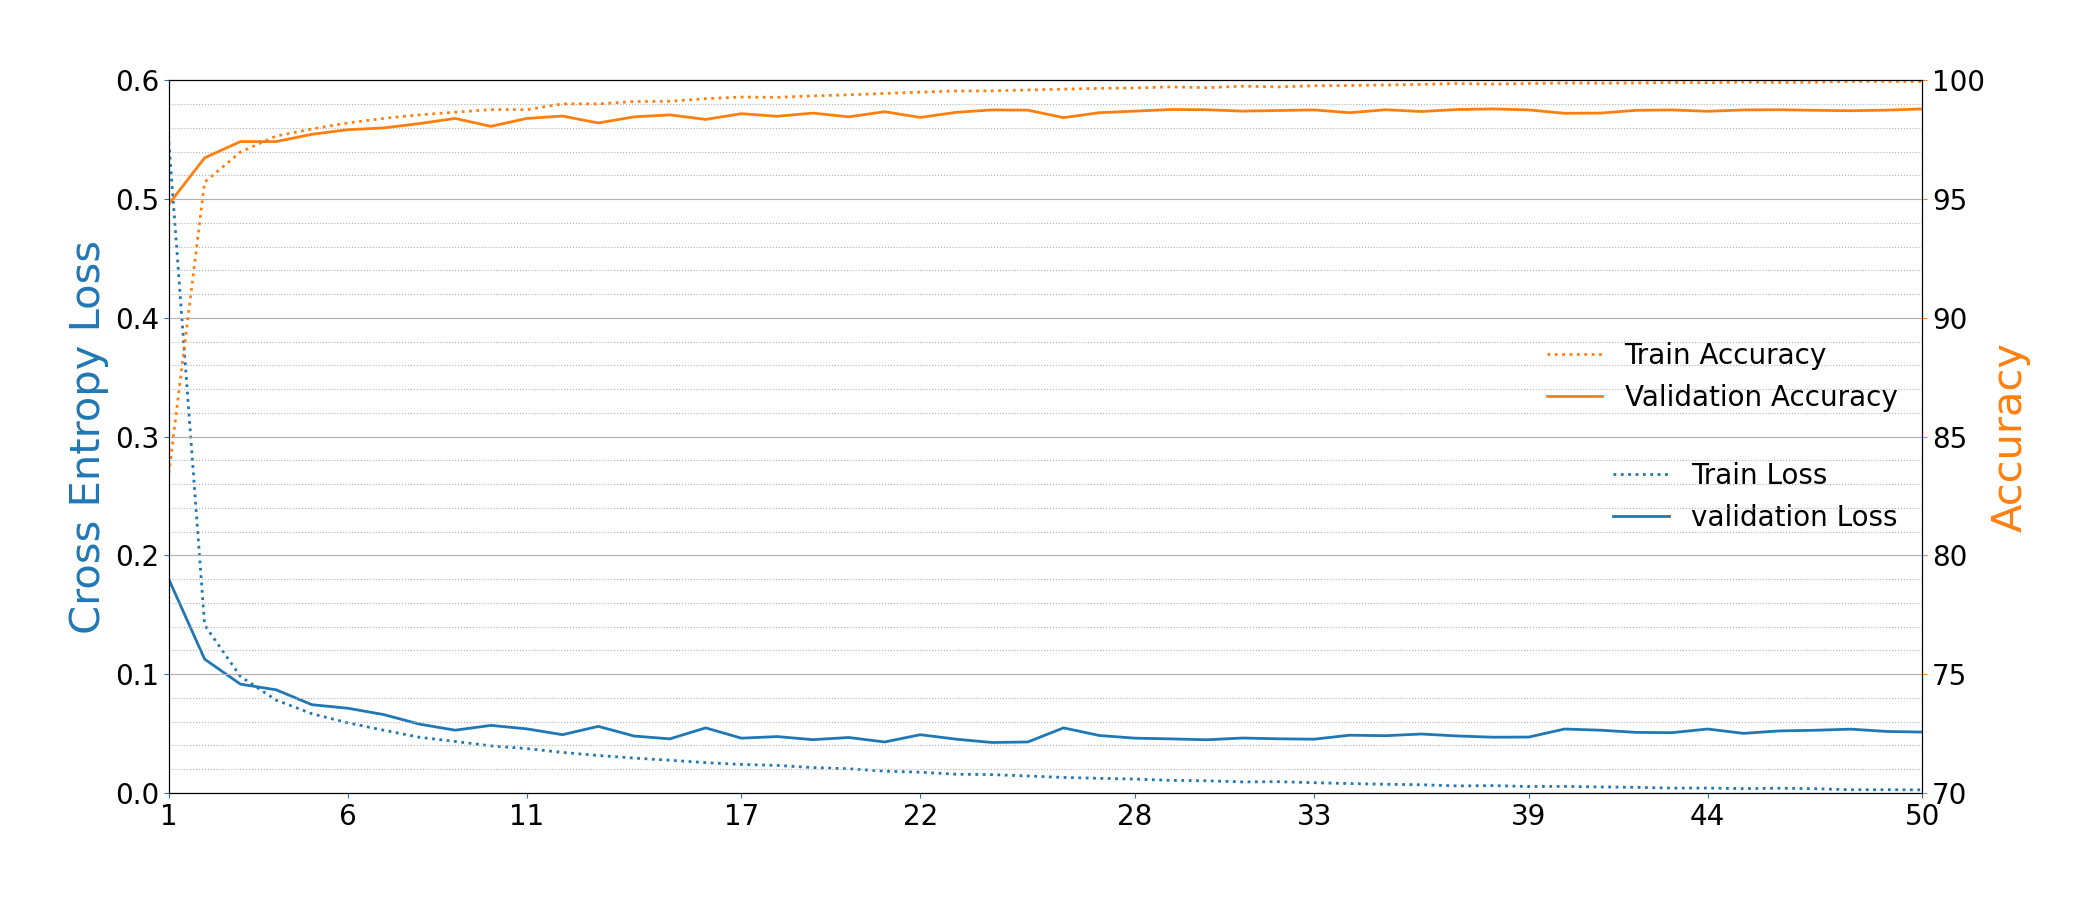 Cross Entropy Loss
0.6
0.5
0.4
0.3
0.2
0.1
0.0
1 6 11 17 22 28 33 39 44 50
Train Accuracy
Validation Accuracy
Train Loss
validation Loss
100
95
90
85
80
75
70
Accuracy